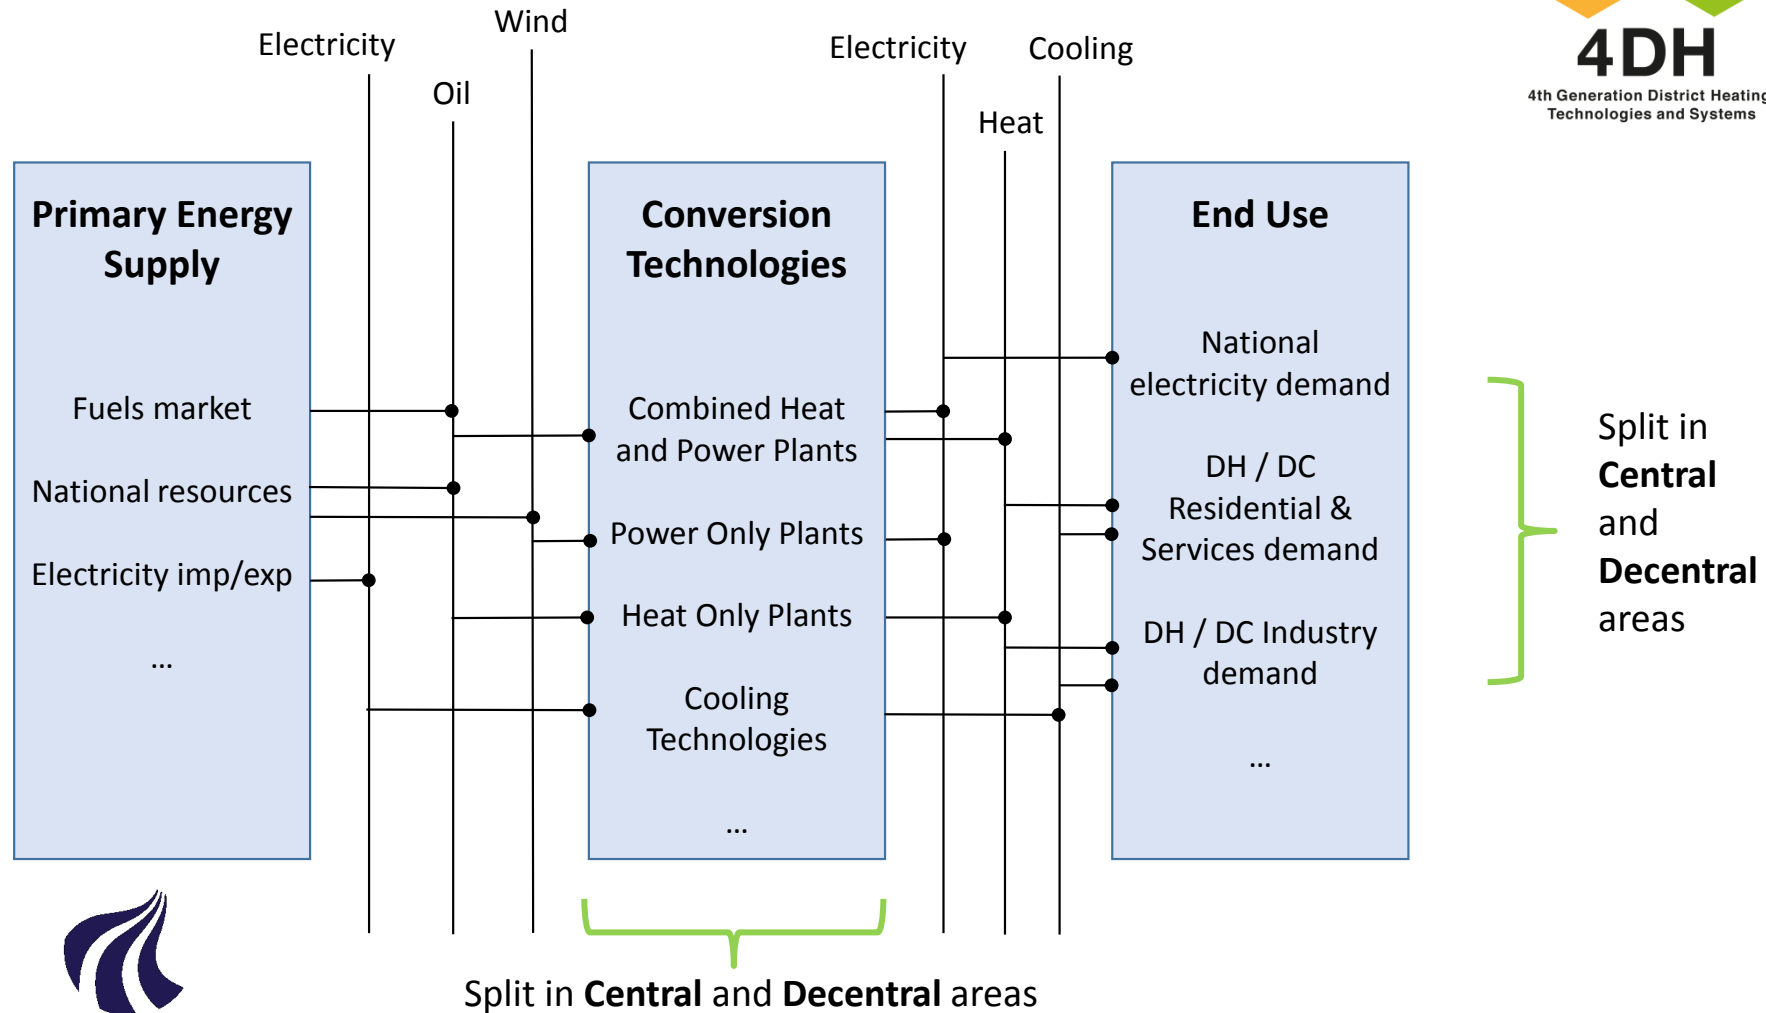 Wind
Electricity
Electricity
Cooling
Oil
Heat
4DH
4th Generation District Heating
Technologies and Systems
Primary Energy
Supply
Fuels market
National resources
Electricity imp/exp
...
Conversion
Technologies
Combined Heat
and Power Plants
Power Only Plants
Heat Only Plants
Cooling
Technologies
...
End Use
National
electricity demand
DH / DC
Residential &
Services demand
DH / DC Industry
demand
...
Split in
Central
and
Decentral
areas
Split in Central and Decentral areas